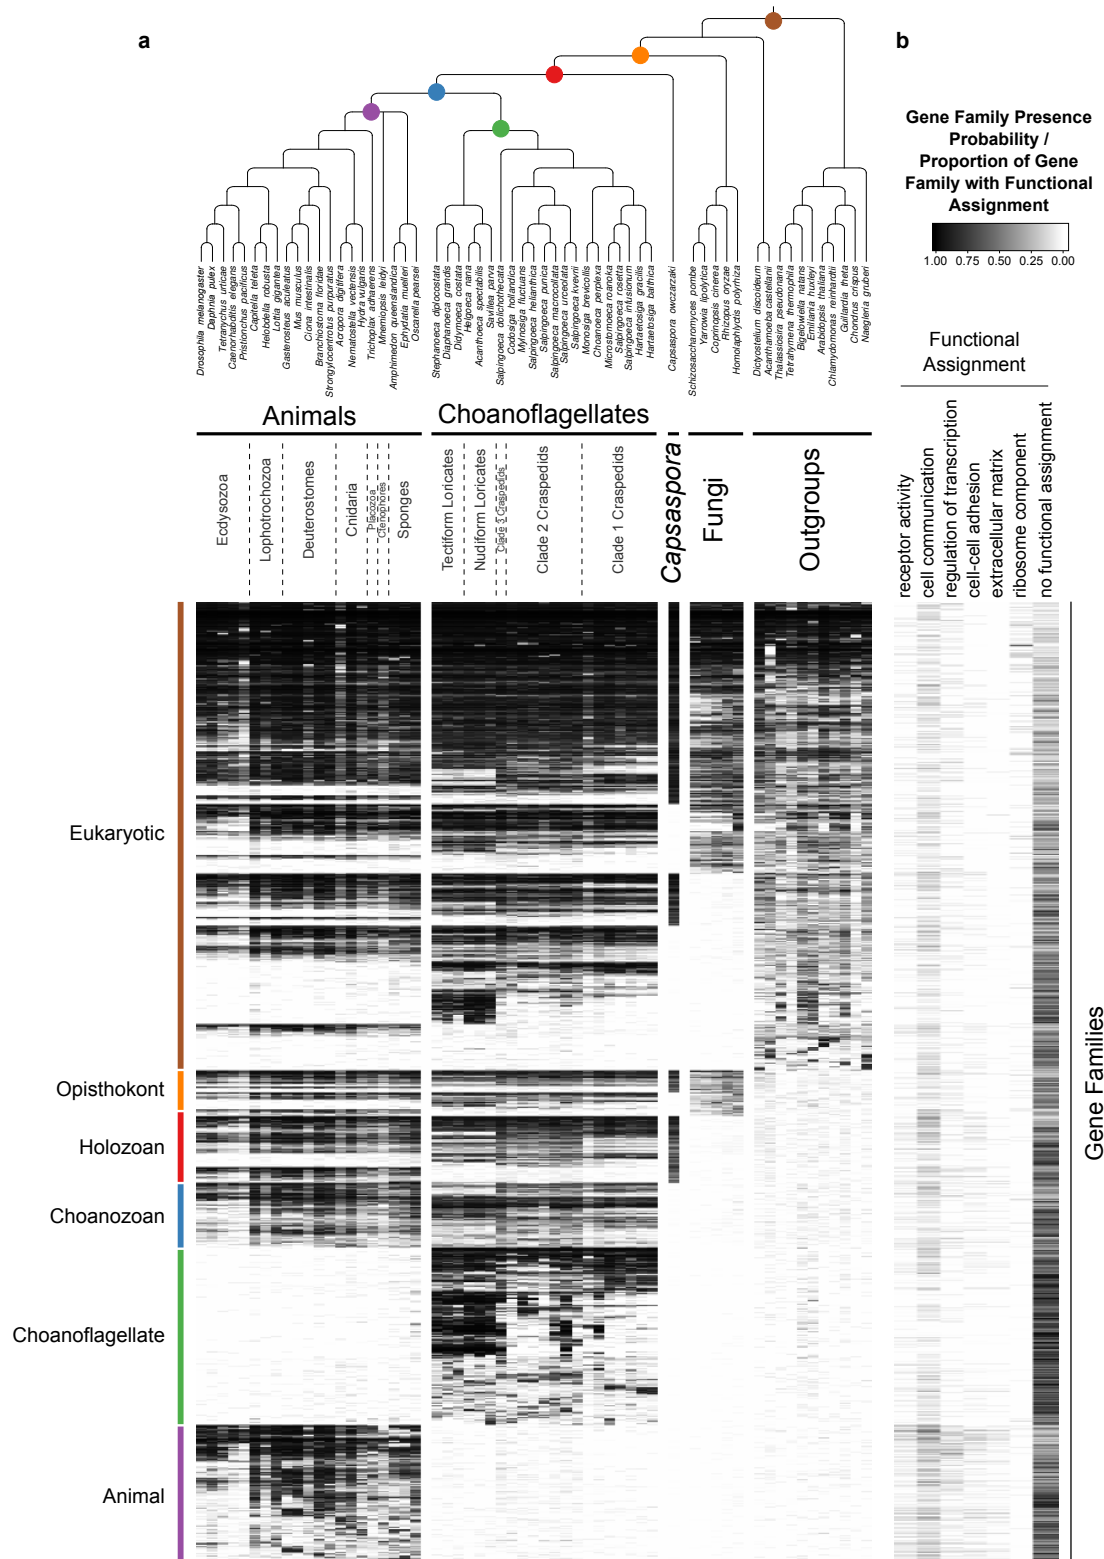 a
b
Gene Family Presence
Probability /
Proportion of Gene
Family with Functional
Assignment
1.00 0.75 0.50 0.25 0.00
Functional
Assignment
Drosophila melanogaster
Daphnia pulex
Tetranychus urticae
Caenorhabditis elegans
Pristionchus pacificus
Capitella teleta
Helobdella robusta
Lottia gigantea
Gasterosteus aculeatus
Mus musculus
Ciona intestinalis
Branchiostoma floridae
Strongylocentrotus purpuratus
Acropora digitifera
Nematostella vectensis
Hydra vulgaris
Trichoplax adhaerens
Mnemiopsis leidyi
Amphimedon queenslandica
Ephydatia muelleri
Oscarella pearsei
Stephanoeca diplocostata
Diaphanoeca grandis
Didymoeca costata
Helgoeca nana
Acanthoeca spectabilis
Savillea parva
Salpingoeca dolichothecata
Codosiga hollandica
Mylnosiga fluctuans
Salpingoeca helianthica
Salpingoeca punica
Salpingoeca macrocollata
Salpingoeca urceolata
Salpingoeca kvevrii
Monosiga brevicollis
Choanoeca perplexa
Microstomoeca roanoka
Salpingoeca rosetta
Salpingoeca infusionum
Hartaetosiga gracilis
Hartaetosiga balthica
Capsaspora owczarzaki
Schizosaccharomyces pombe
Yarrowia lipolytica
Coprinopsis cinerea
Rhizopus oryzae
Homolaphlyctis polyrhiza
Dictyostelium discoideum
Acanthamoeba castellanii
Thalassiosira pseudonana
Tetrahymena thermophila
Bigelowiella natans
Emiliania huxleyi
Arabidopsis thaliana
Chlamydomonas reinhardtii
Guillardia theta
Chondrus crispus
Naegleria gruberi
Animals
Choanoflagellates
Capsaspora
Fungi
Outgroups
Ecdysozoa
Lophotrochozoa
Deuterostomes
Cnidaria
Placozoa
Ctenophores
Sponges
Tectiform Loricates
Nudiform Loricates
Clade 3 Craspedids
Clade 2 Craspedids
Clade 1 Craspedids
receptor activity
cell communication
regulation of transcription
cell-cell adhesion
extracellular matrix
ribosome component
no functional assignment
Eukaryotic
Opisthokont
Holozoan
Choanozoan
Choanoflagellate
Animal
Gene Families